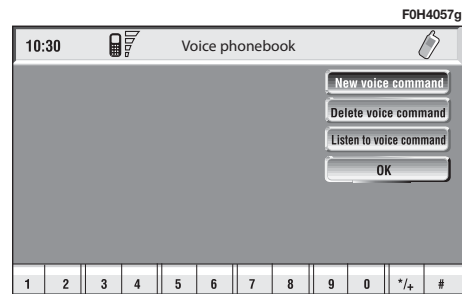 F0H4057g
10:30 Voice phonebook
New voice command
Delete voice command
Listen to voice command
OK
1 2 3 4 5 6 7 8 9 0 */+ #